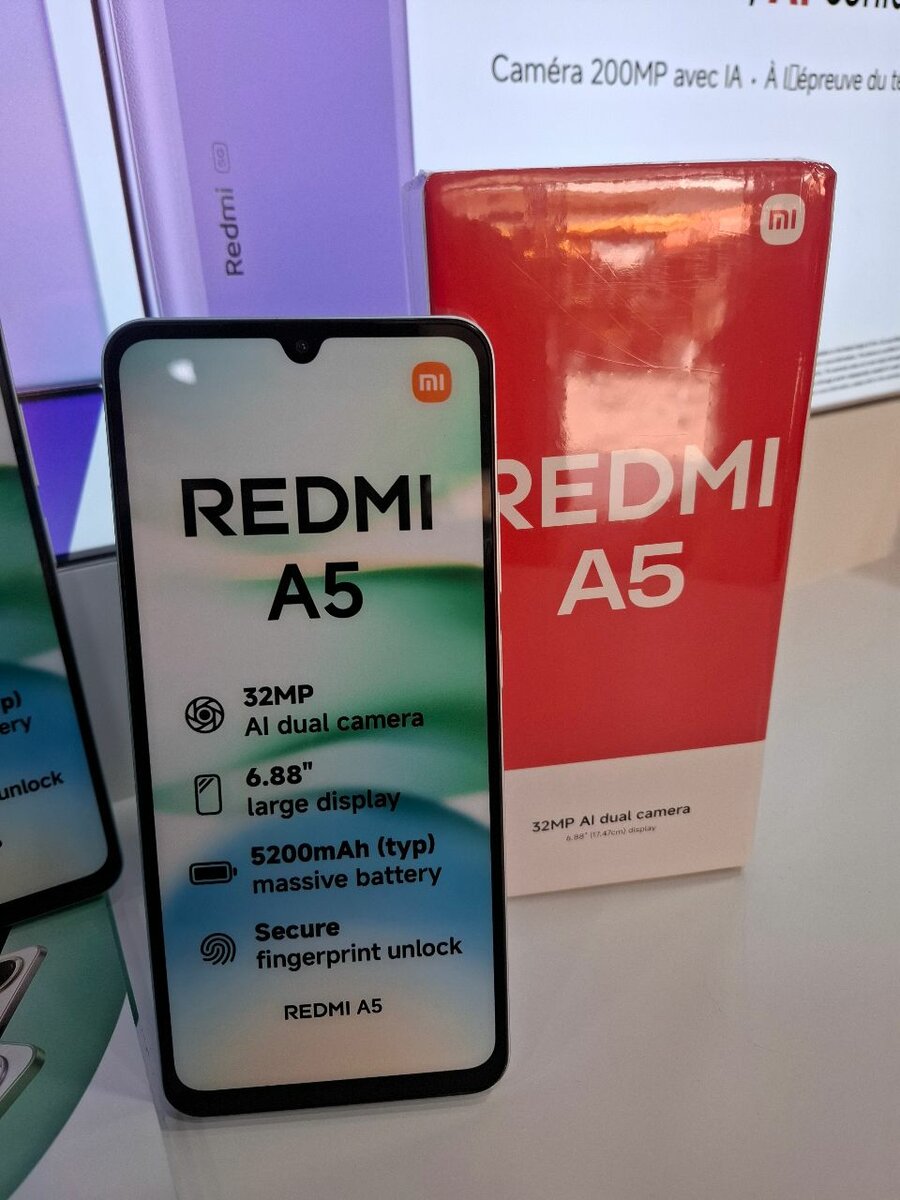 Caméra 200MP avec IA · À l▯épreuve du
Redmi 5G
mi
REDMI
A5
32MP AI dual camera
6.88" (17.47cm) display
mi
REDMI
A5
32MP
AI dual camera
6.88"
large display
5200mAh (typ)
massive battery
Secure
fingerprint unlock
REDMI A5
unlock